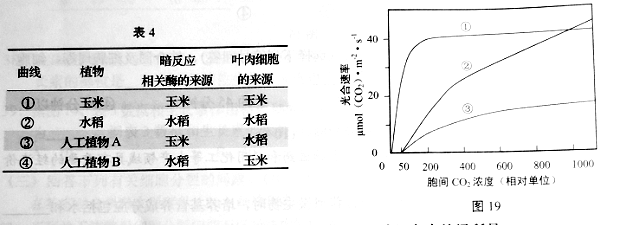 表 4
曲线 植物 暗反应相关酶的来源 叶肉细胞的来源
① 玉米 玉米 玉米
② 水稻 水稻 水稻
③ 人工植物A 玉米 水稻
④ 人工植物B 水稻 玉米
光合速率
μmol (CO₂)·m⁻²·s⁻¹
40
20
0
①
②
③
50 200 400 600 800 1000
胞间 CO₂ 浓度(相对单位)
图 19